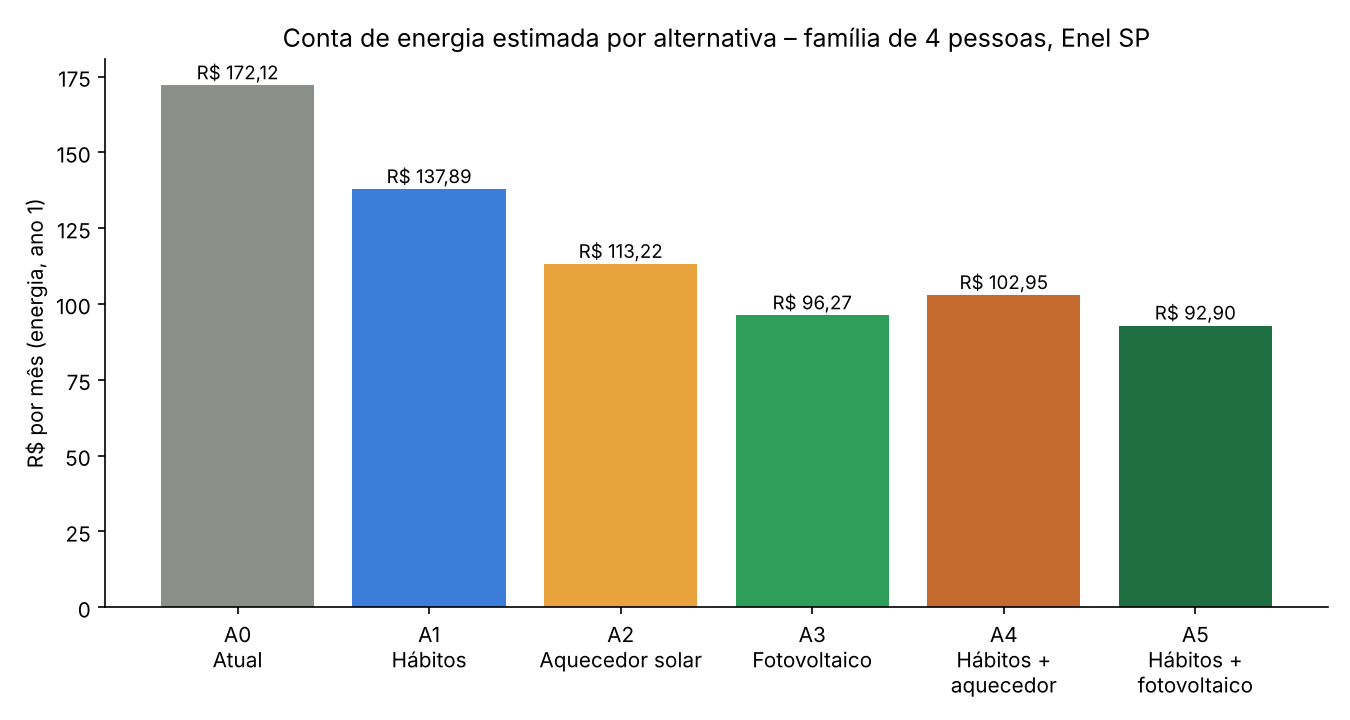 Conta de energia estimada por alternativa – família de 4 pessoas, Enel SP
R$ por mês (energia, ano 1)
175
150
125
100
75
50
25
0
R$ 172,12
R$ 137,89
R$ 113,22
R$ 96,27
R$ 102,95
R$ 92,90
A0
Atual
A1
Hábitos
A2
Aquecedor solar
A3
Fotovoltaico
A4
Hábitos +
aquecedor
A5
Hábitos +
fotovoltaico